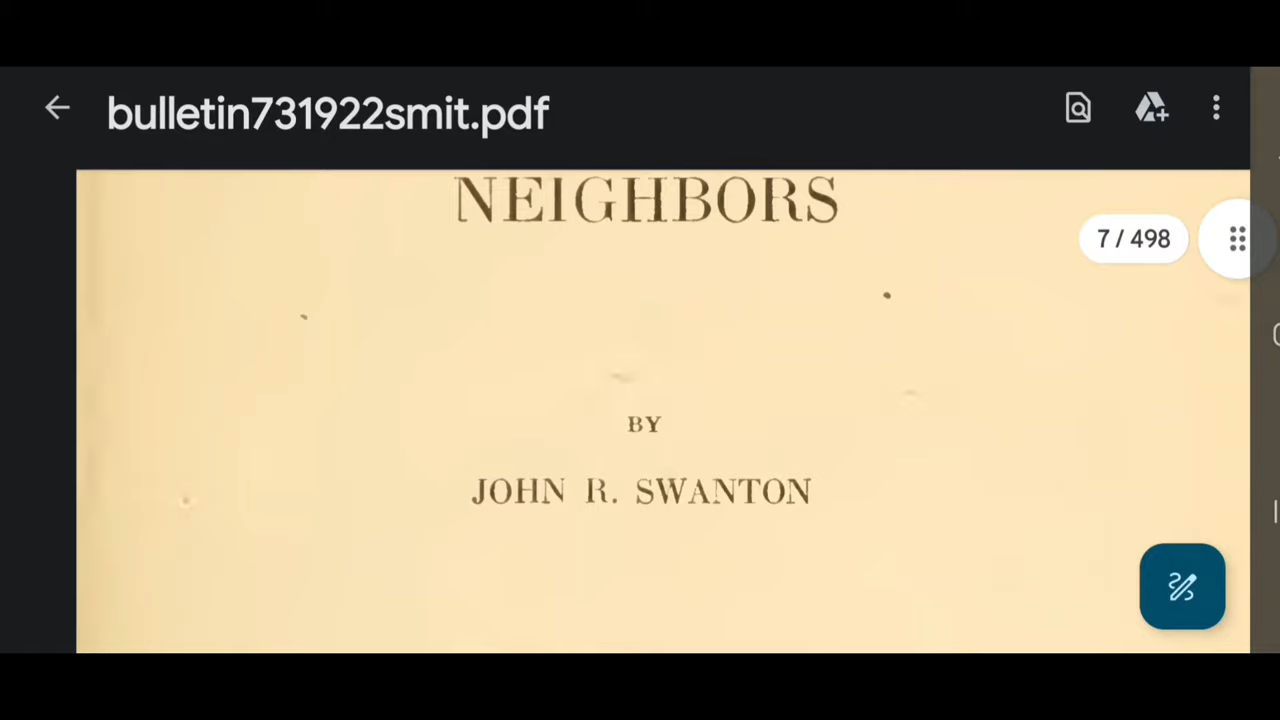 bulletin731922smit.pdf
NEIGHBORS
7 / 498
BY
JOHN R. SWANTON